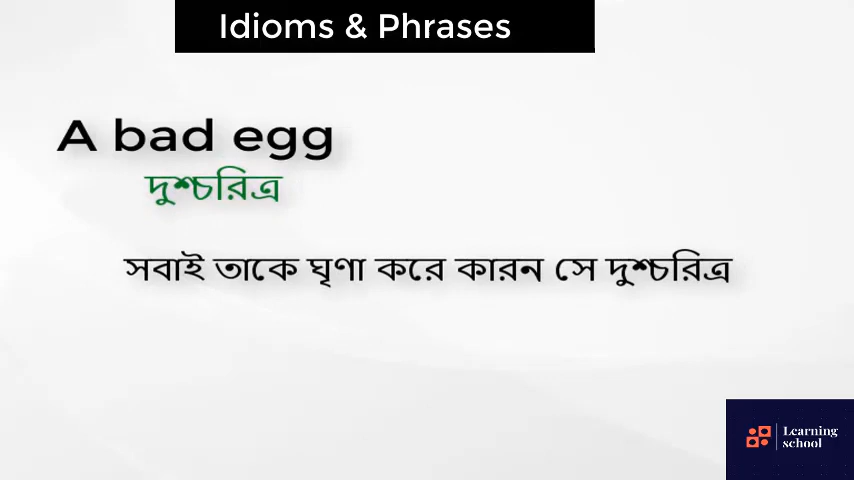 Idioms & Phrases
A bad egg
দুশ্চরিত্র
সবাই তাকে ঘৃণা করে কারন সে দুশ্চরিত্র
Learning
school